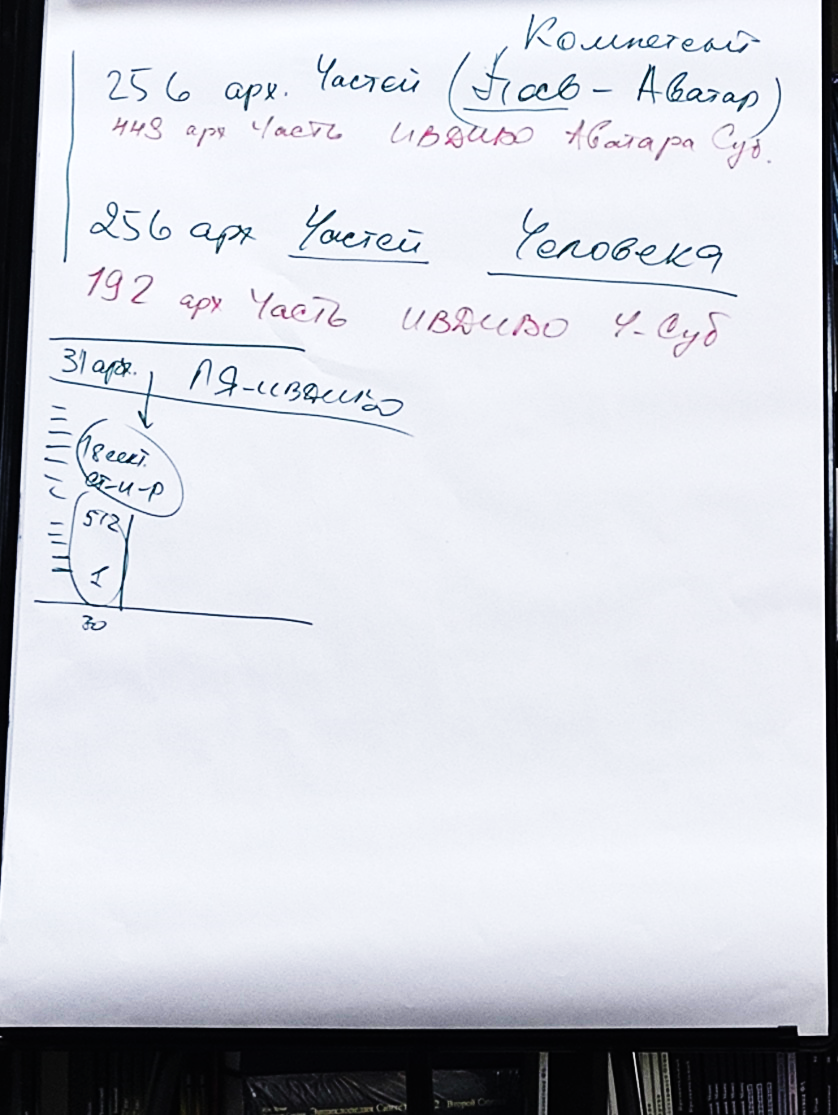 Компетент
256 арх. Частей (Посв - Аватар)
449 арх Часть ИВДИВО Аватара Суб.
256 арх Частей Человека
192 арх Часть ИВДИВО Ч-Суб
31 арх. ИВДИВО
18 сект.
512
1
30